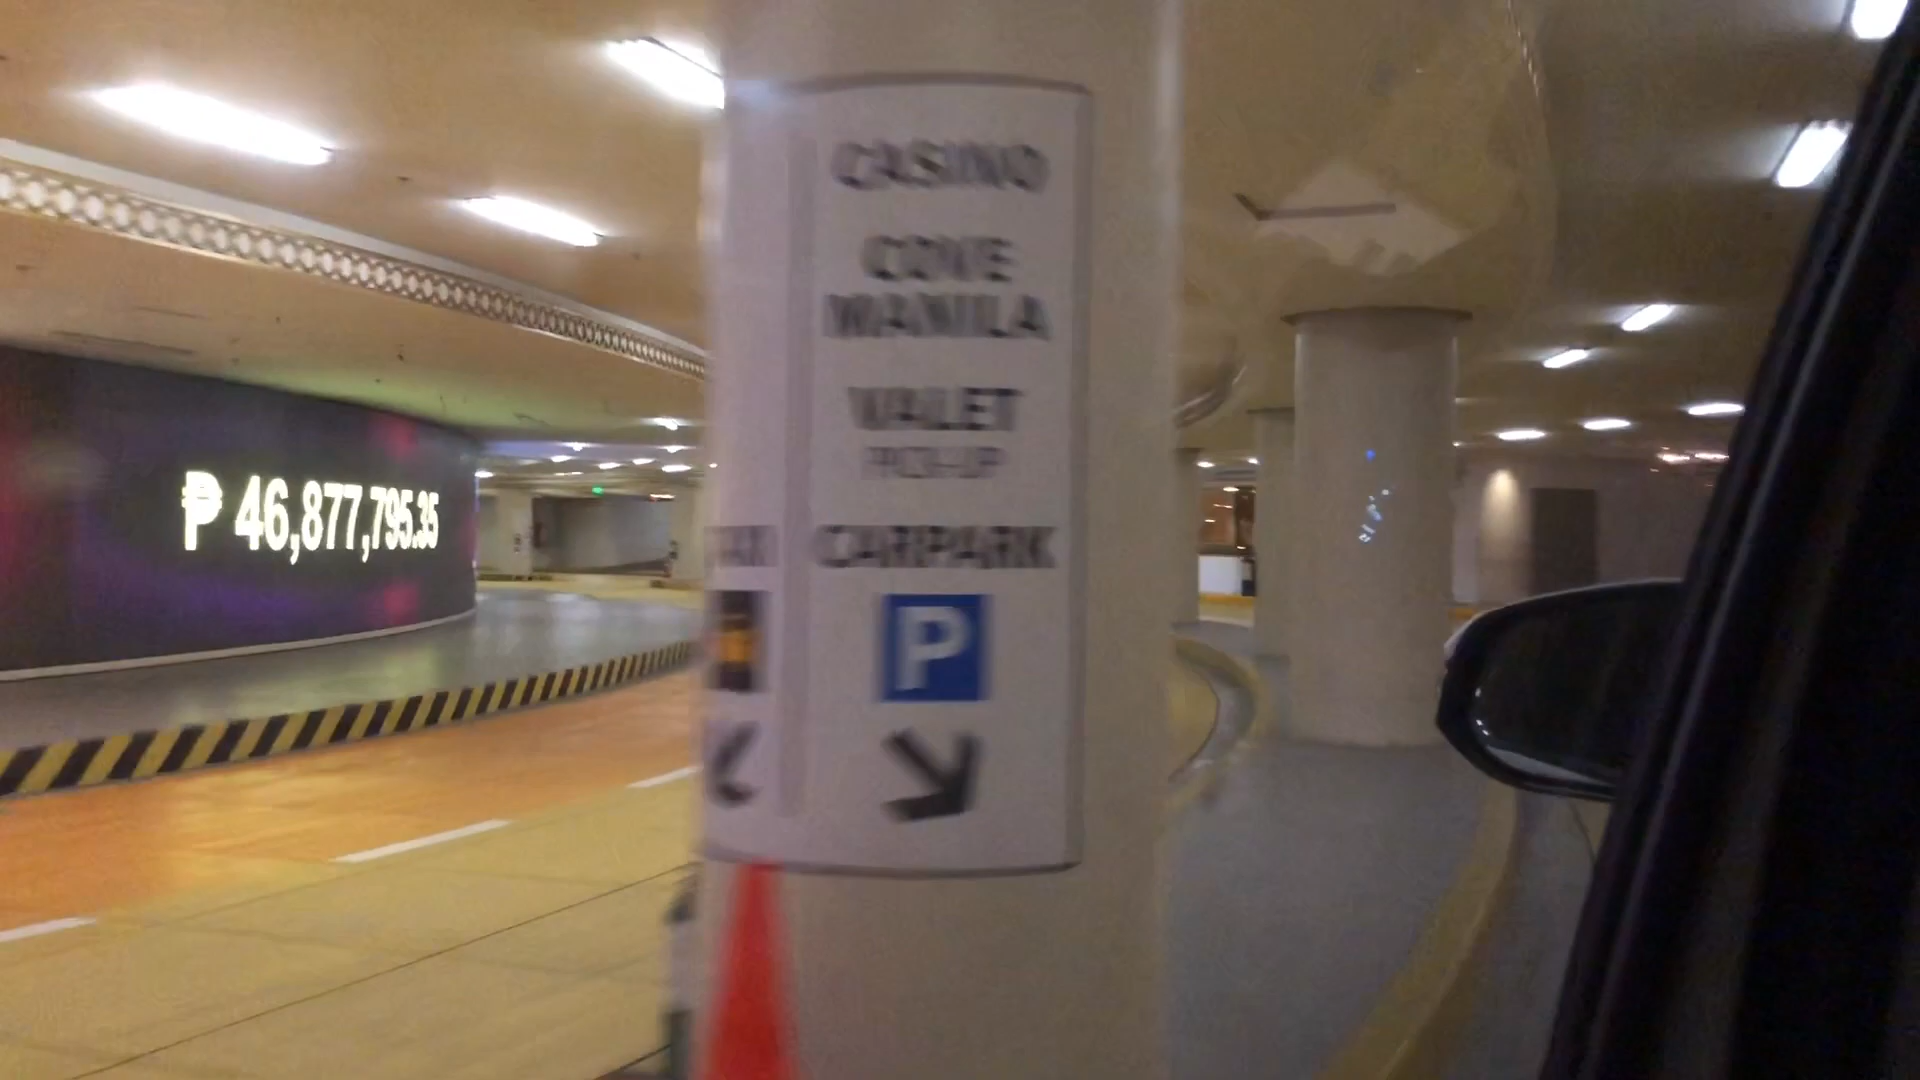 ₱ 46,877,795.35
CASINO
COVE
MANILA
VALET
PICK-UP
CARPARK
P